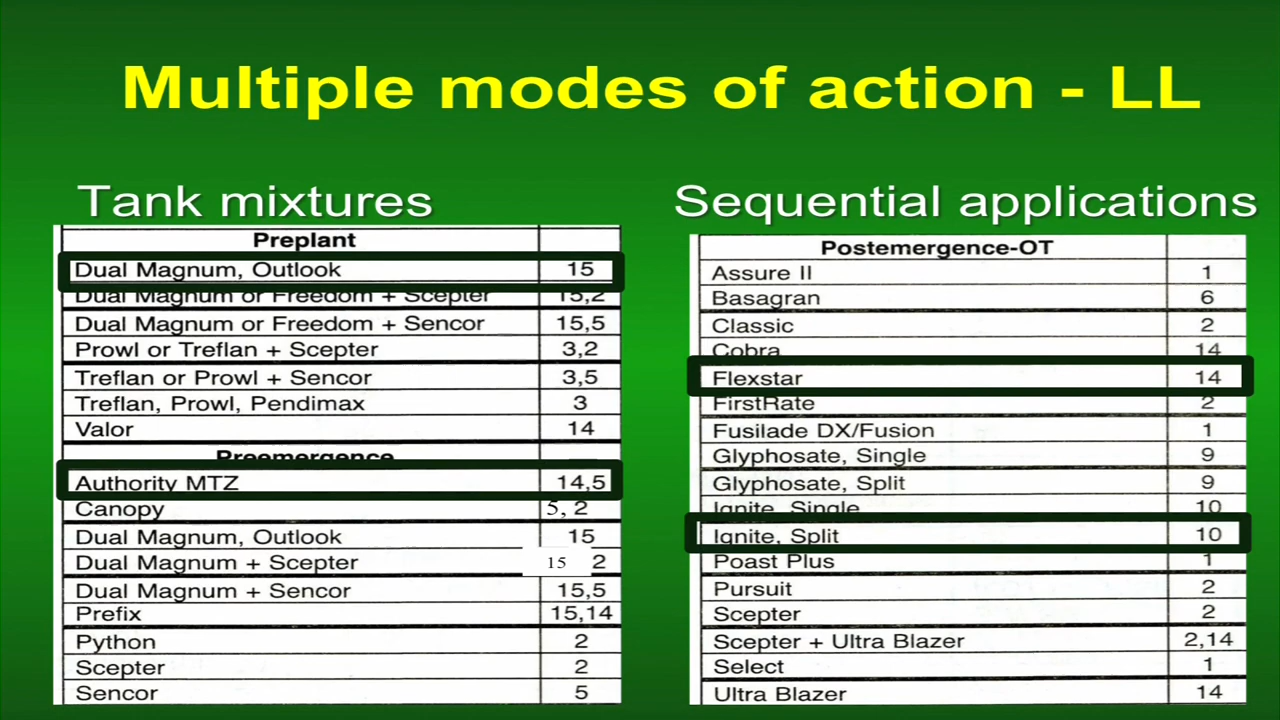 Multiple modes of action - LL
Tank mixtures
Preplant
Dual Magnum, Outlook 15
Dual Magnum or Freedom + Scepter 15,2
Dual Magnum or Freedom + Sencor 15,5
Prowl or Treflan + Scepter 3,2
Treflan or Prowl + Sencor 3,5
Treflan, Prowl, Pendimax 3
Valor 14
Preemergence
Authority MTZ 14,5
Canopy 5, 2
Dual Magnum, Outlook 15
Dual Magnum + Scepter 15 2
Dual Magnum + Sencor 15,5
Prefix 15,14
Python 2
Scepter 2
Sencor 5
Sequential applications
Postemergence-OT
Assure II 1
Basagran 6
Classic 2
Cobra 14
Flexstar 14
FirstRate 2
Fusilade DX/Fusion 1
Glyphosate, Single 9
Glyphosate, Split 9
Ignite, Single 10
Ignite, Split 10
Poast Plus 1
Pursuit 2
Scepter 2
Scepter + Ultra Blazer 2,14
Select 1
Ultra Blazer 14